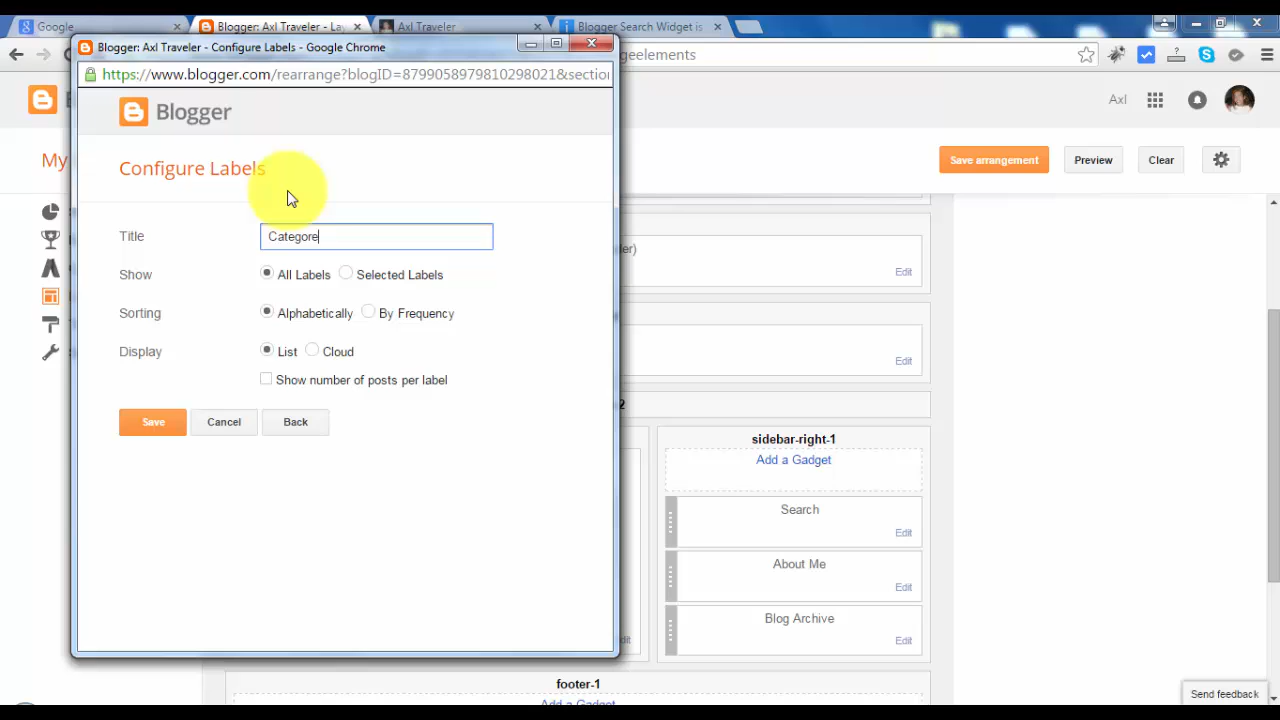 Google
Blogger: Axl Traveler - Lay
Axl Traveler
Blogger Search Widget is
Blogger: Axl Traveler - Configure Labels - Google Chrome
https://www.blogger.com/rearrange?blogID=8799058979810298021&section
geelements
Blogger
Axl
Configure Labels
My
Save arrangement
Preview
Clear
Title
Categore
Show
All Labels
Selected Labels
Sorting
Alphabetically
By Frequency
Display
List
Cloud
Show number of posts per label
Save
Cancel
Back
Edit
Edit
2
sidebar-right-1
Add a Gadget
Search
Edit
About Me
Edit
Blog Archive
Edit
footer-1
Add a Gadget
Send feedback